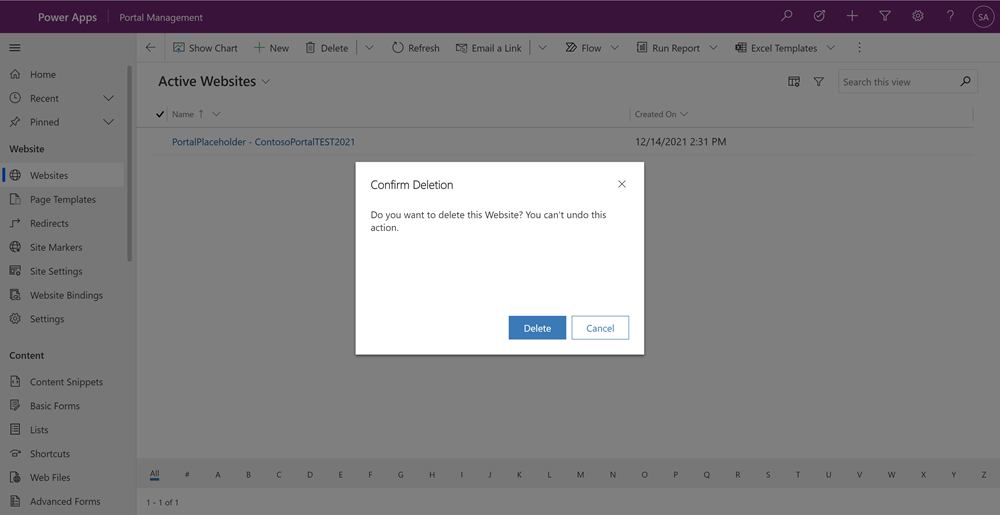 Power Apps Portal Management SA
Show Chart New Delete Refresh Email a Link Flow Run Report Excel Templates
Home
Recent
Pinned
Website
Websites
Page Templates
Redirects
Site Markers
Site Settings
Website Bindings
Settings
Content
Content Snippets
Basic Forms
Lists
Shortcuts
Web Files
Advanced Forms
Active Websites
Search this view
Name ↑ Created On
PortalPlaceholder - ContosoPortalTEST2021 12/14/2021 2:31 PM
Confirm Deletion
Do you want to delete this Website? You can't undo this
action.
Delete Cancel
All # A B C D E F G H I J K L M N O P Q R S T U V W X Y Z
1 - 1 of 1